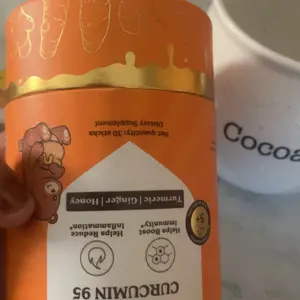 CURCUMIN 95
Helps Boost
Immunity*
Helps Reduce
Inflammation*
Turmeric | Ginger | Honey
Dietary Supplement
Net quantity: 30 sticks
Cocoa